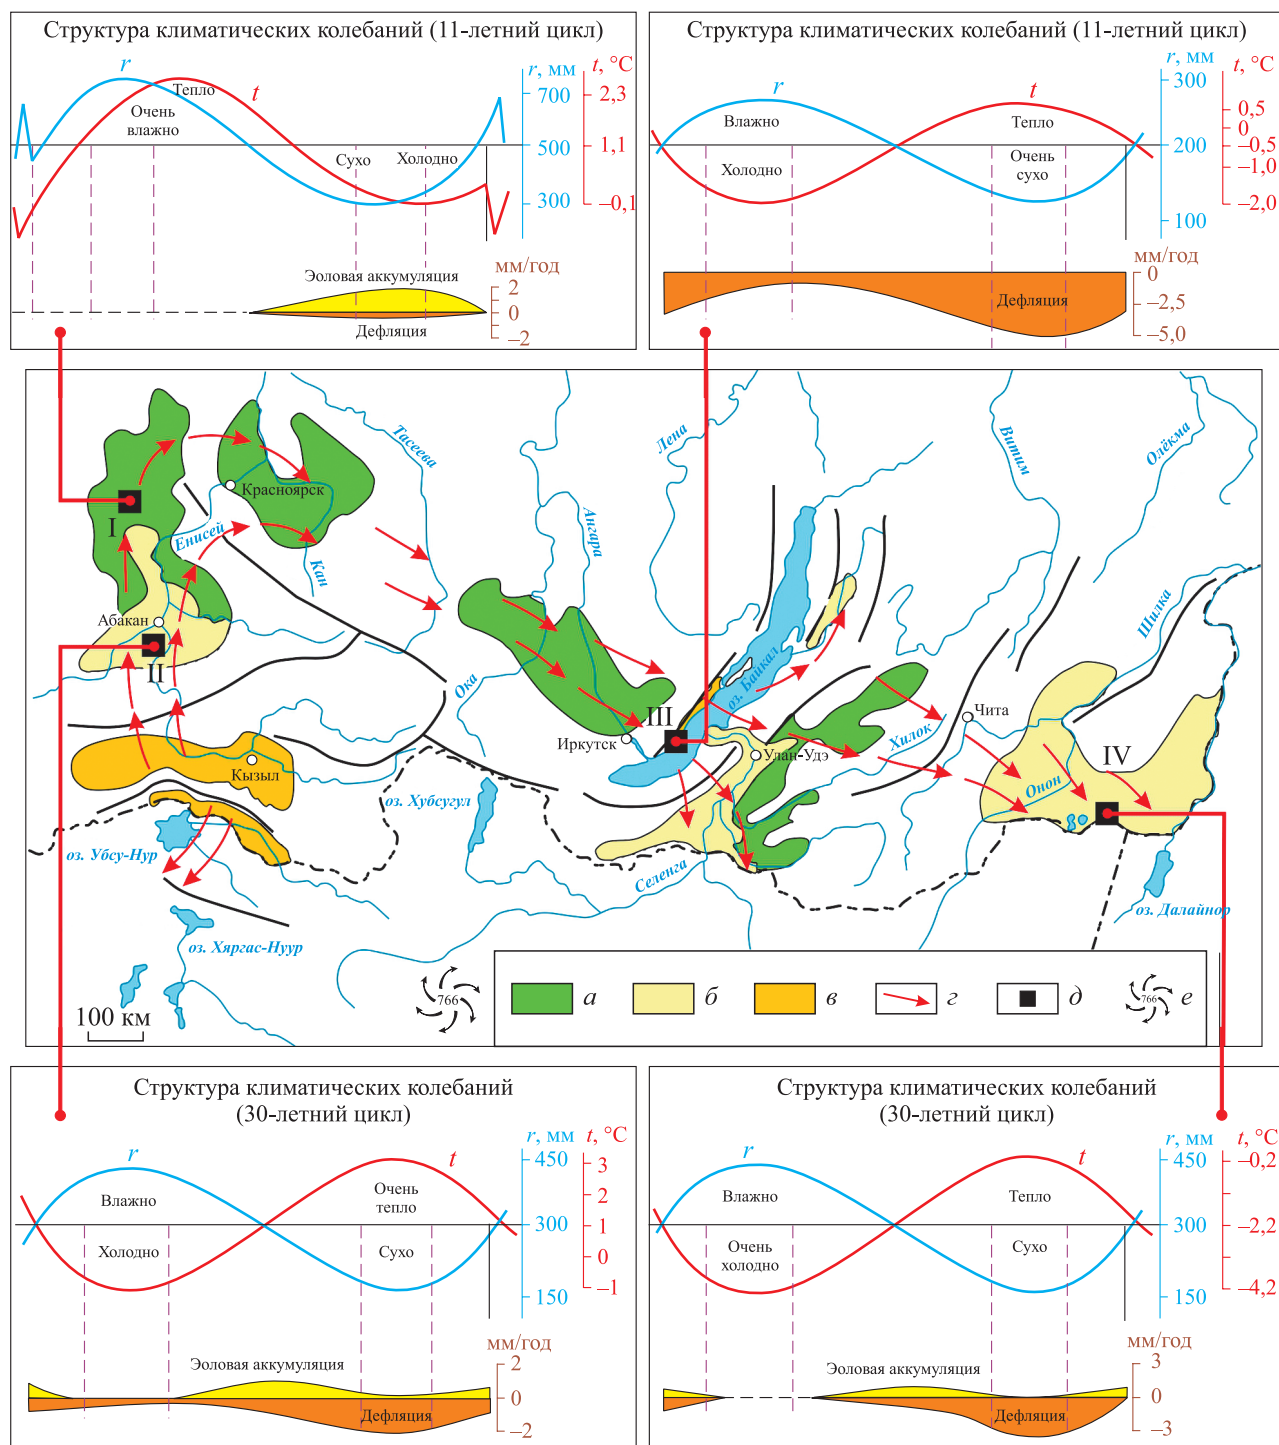 Структура климатических колебаний (11-летний цикл)
r, мм
t, °C
r
Тепло
t
Очень
влажно
Сухо
Холодно
700
500
300
2,3
1,1
–0,1
мм/год
Эоловая аккумуляция
2
0
–2
Дефляция
Структура климатических колебаний (11-летний цикл)
r, мм
t, °C
r
t
Влажно
Тепло
Холодно
Очень
сухо
300
200
100
0,5
0
–0,5
–1,0
–2,0
мм/год
0
–2,5
–5,0
Дефляция
Тасеева
Лена
Витим
Олёкма
Красноярск
I
Енисей
Ангара
Кан
Абакан
II
Шилка
Ока
оз. Байкал
III
Иркутск
Чита
Улан-Удэ
Хилок
IV
Кызыл
Онон
оз. Хубсугул
оз. Убсу-Нур
Селенга
оз. Далайнор
оз. Хяргас-Нуур
100 км
766
а
б
в
г
д
766
е
Структура климатических колебаний
(30-летний цикл)
r, мм
t, °C
r
t
Влажно
Очень
тепло
Холодно
Сухо
450
300
150
3
2
1
0
–1
мм/год
Эоловая аккумуляция
2
0
–2
Дефляция
Структура климатических колебаний
(30-летний цикл)
r, мм
t, °C
r
t
Влажно
Тепло
Очень
холодно
Сухо
450
300
150
–0,2
–2,2
–4,2
мм/год
Эоловая аккумуляция
3
0
–3
Дефляция